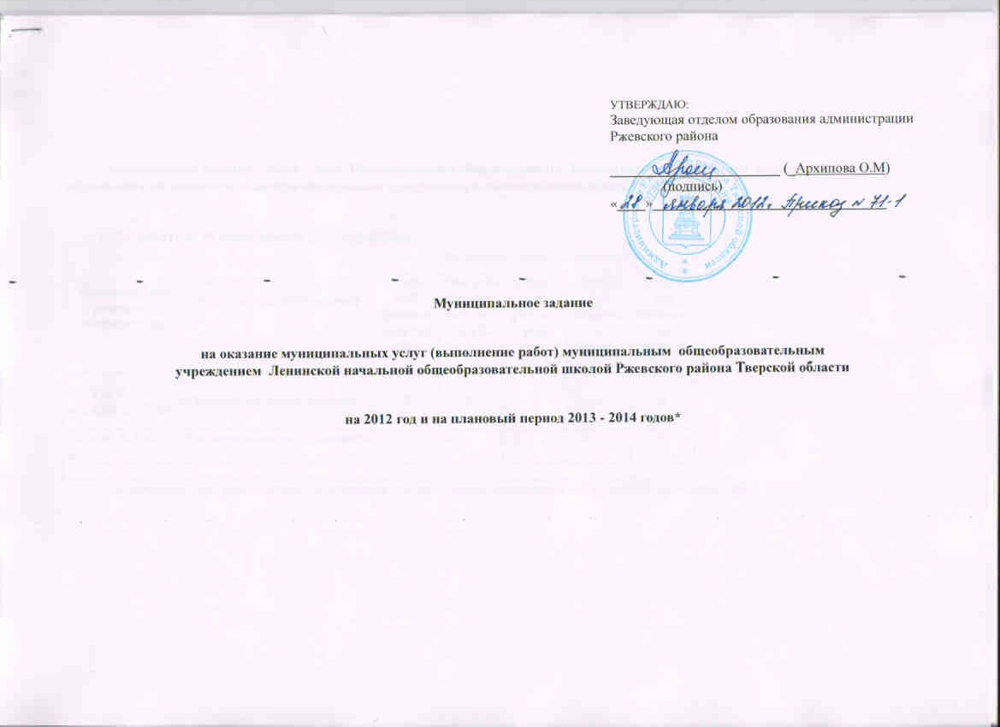 УТВЕРЖДАЮ:
Заведующая отделом образования администрации
Ржевского района
(_Архипова О.М)
(подпись)
«28» января 2012г Приказ № 71-1
Муниципальное задание
на оказание муниципальных услуг (выполнение работ) муниципальным общеобразовательным
учреждением Ленинской начальной общеобразовательной школой Ржевского района Тверской области
на 2012 год и на плановый период 2013 - 2014 годов*